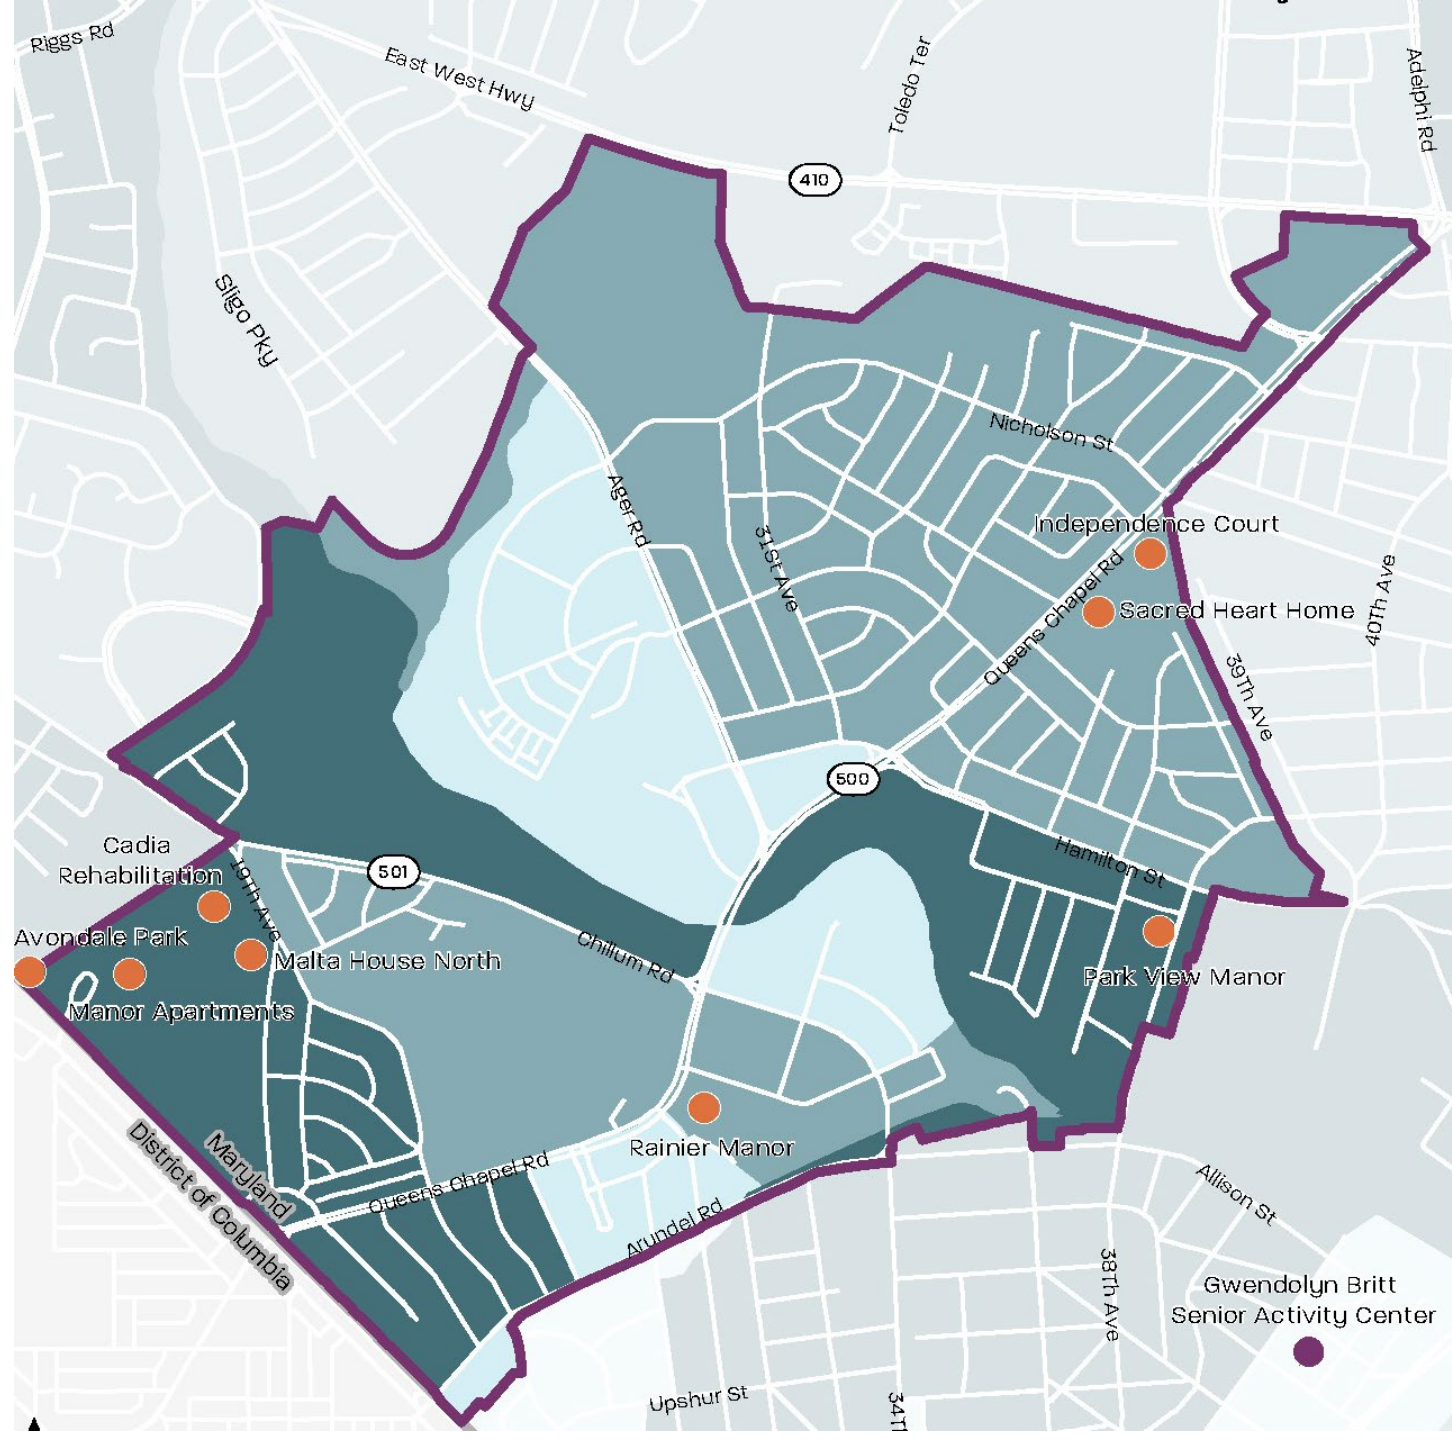 Riggs Rd
East West Hwy
Toledo Ter
Adelphi Rd
410
Sligo Pky
Nicholson St
Ager Rd
31St Ave
Independence Court
Queens Chapel Rd
Sacred Heart Home
40Th Ave
39Th Ave
500
Cadia
Rehabilitation
19Th Ave
501
Hamilton St
Avondale Park
Malta House North
Chillum Rd
Park View Manor
Manor Apartments
Rainier Manor
Maryland
District of Columbia
Queens Chapel Rd
Arundel Rd
Allison St
38Th Ave
Gwendolyn Britt
Senior Activity Center
Upshur St